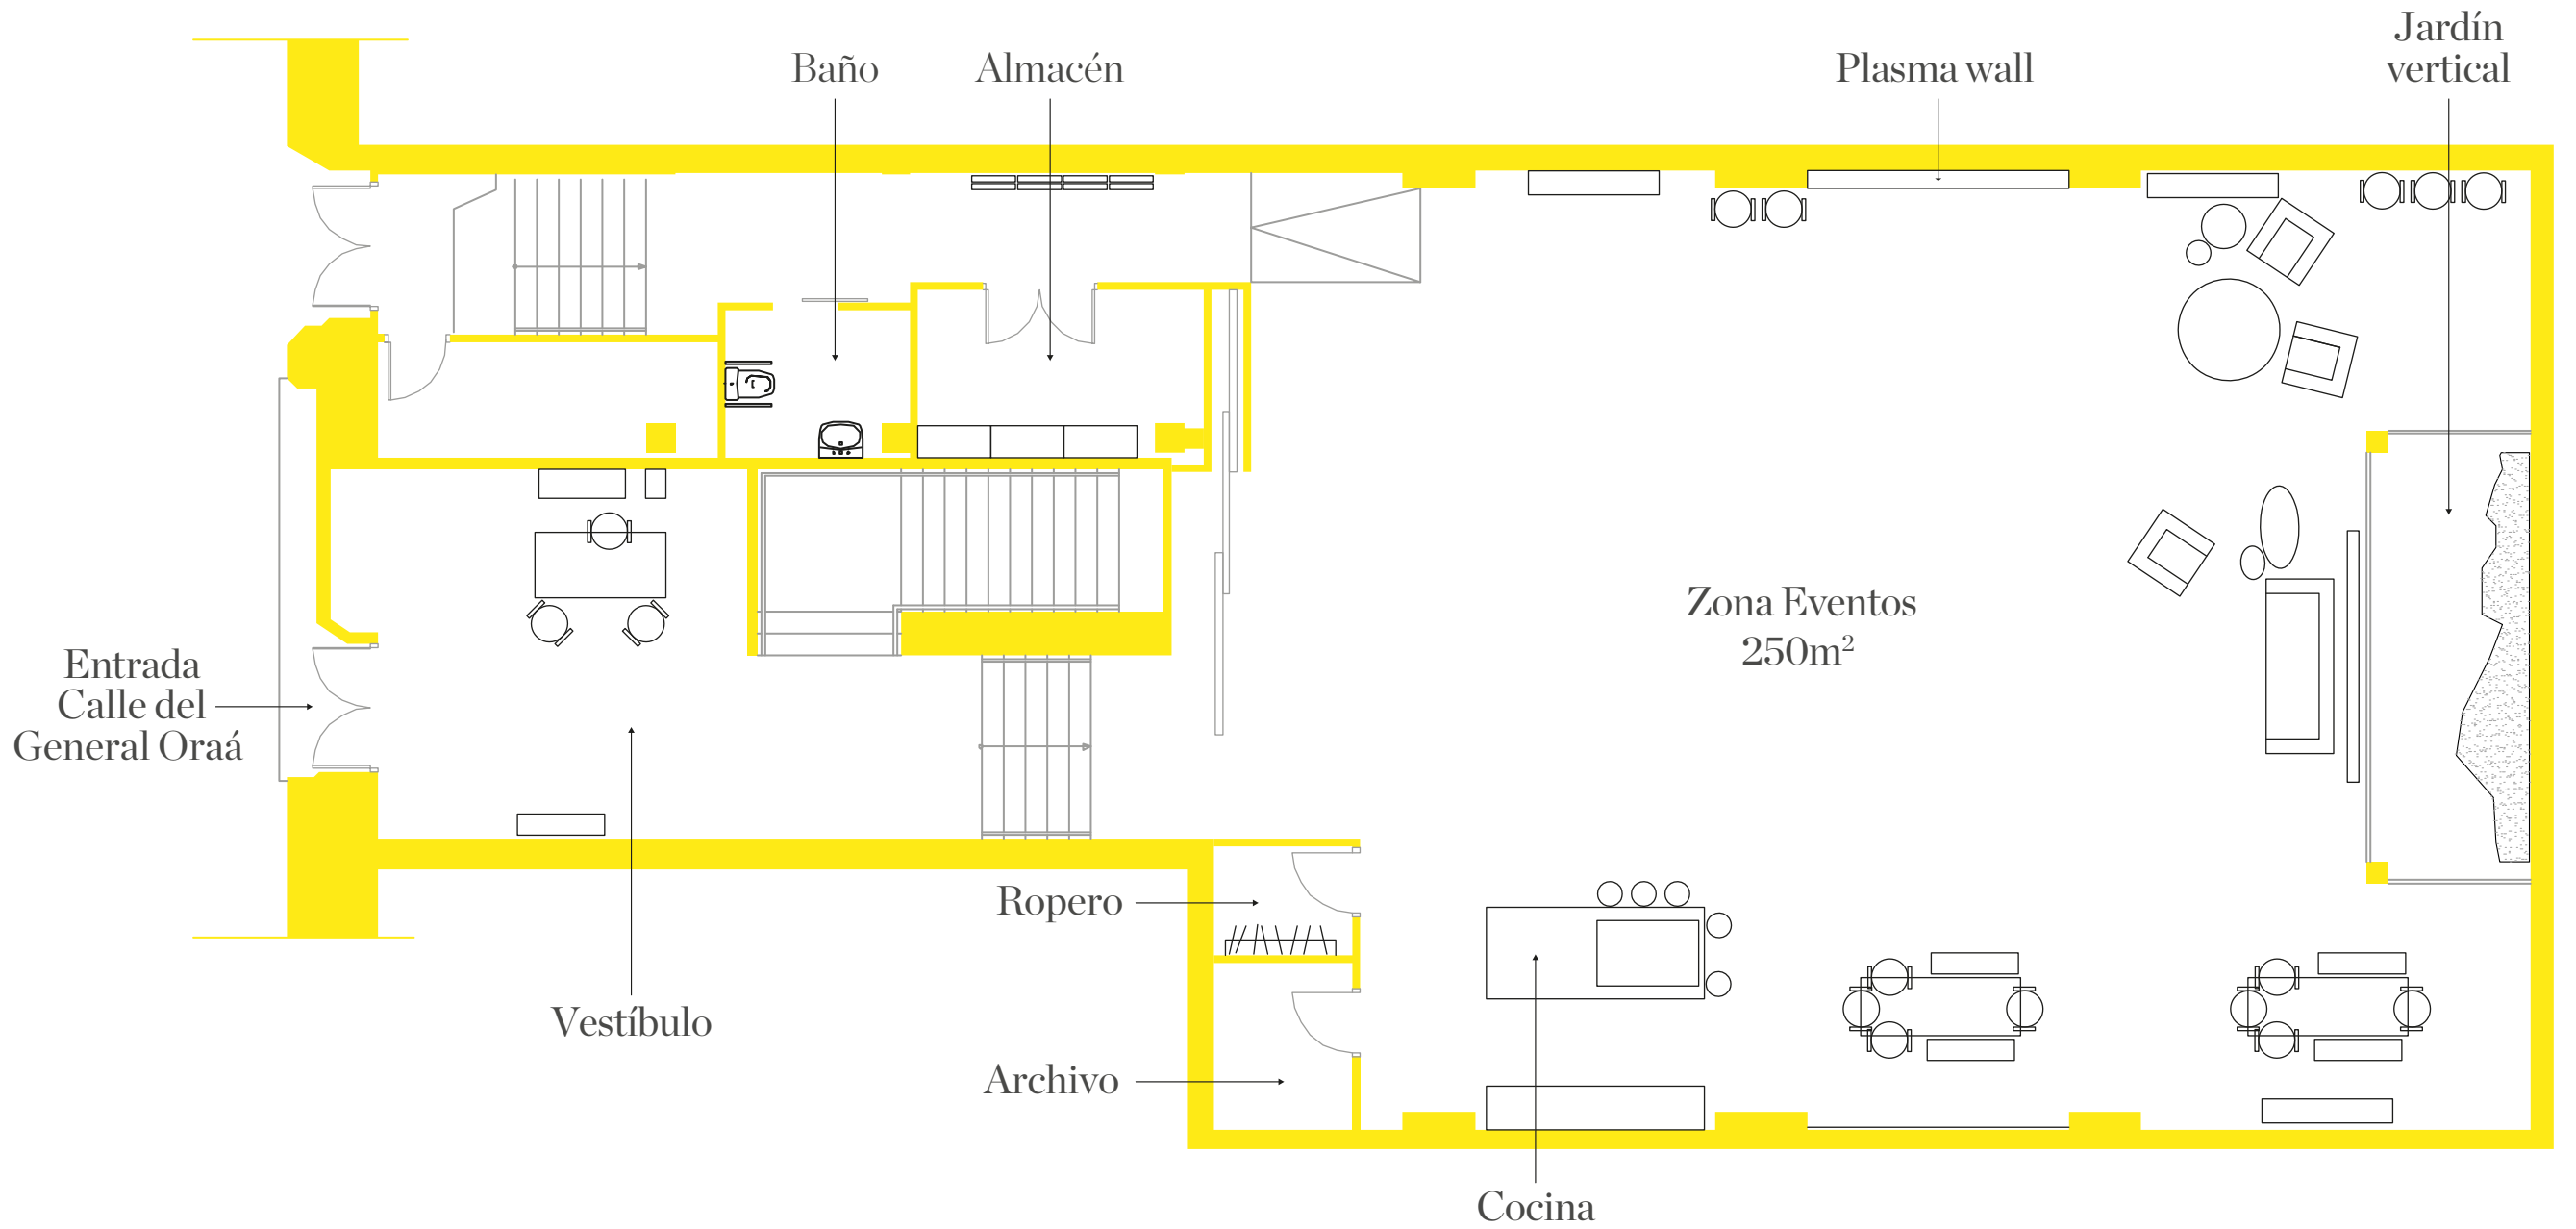 Jardín
vertical
Baño
Almacén
Plasma wall
Zona Eventos
250m²
Entrada
Calle del
General Oraá
Ropero
Vestíbulo
Archivo
Cocina